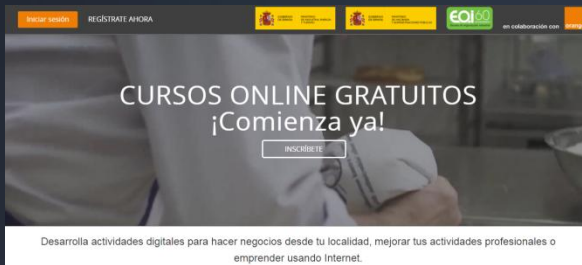 Iniciar sesión
REGÍSTRATE AHORA
EOI 60
en colaboración con
CURSOS ONLINE GRATUITOS
¡Comienza ya!
INSCRÍBETE
Desarrolla actividades digitales para hacer negocios desde tu localidad, mejorar tus actividades profesionales o
emprender usando Internet.